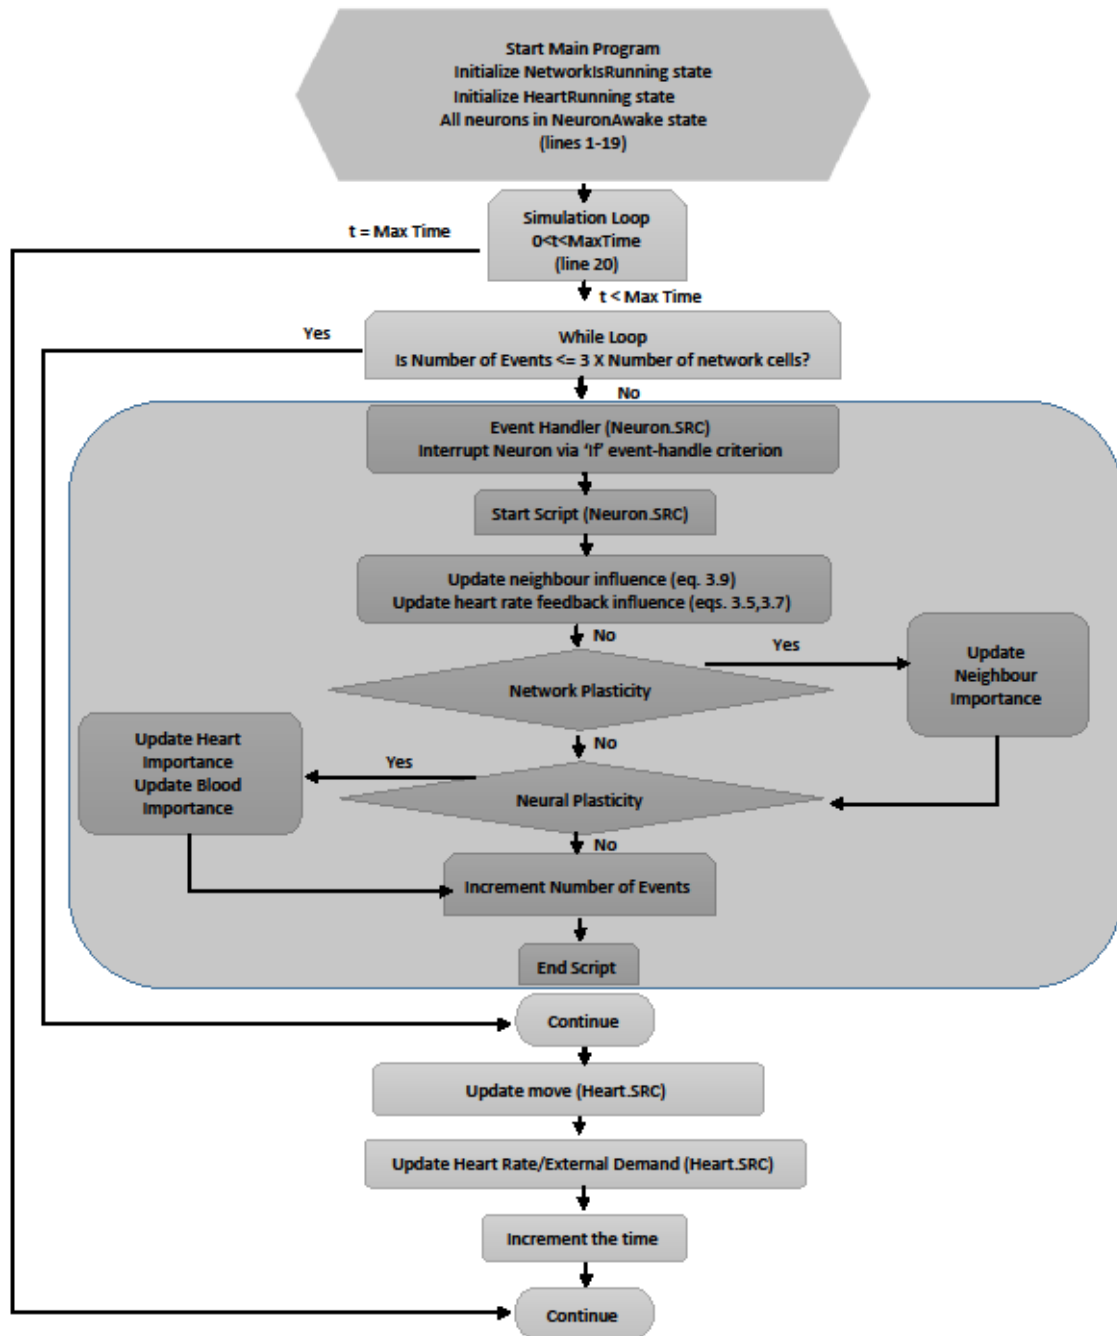 Start Main Program
Initialize NetworkIsRunning state
Initialize HeartRunning state
All neurons in NeuronAwake state
(lines 1-19)
Simulation Loop
0<t<MaxTime
(line 20)
t = Max Time
t < Max Time
While Loop
Is Number of Events <= 3 X Number of network cells?
Yes
No
Event Handler (Neuron.SRC)
Interrupt Neuron via 'If' event-handle criterion
Start Script (Neuron.SRC)
Update neighbour influence (eq. 3.9)
Update heart rate feedback influence (eqs. 3.5,3.7)
No
Network Plasticity
Yes
Update
Neighbour
Importance
No
Neural Plasticity
Yes
Update Heart
Importance
Update Blood
Importance
No
Increment Number of Events
End Script
Continue
Update move (Heart.SRC)
Update Heart Rate/External Demand (Heart.SRC)
Increment the time
Continue